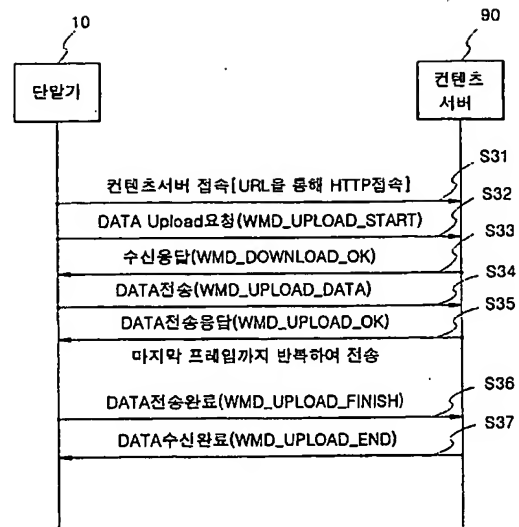 10
90
단말기
컨텐츠
서버
S31
컨텐츠서버 접속[URL을 통해 HTTP접속]
S32
DATA Upload요청(WMD_UPLOAD_START)
S33
수신응답(WMD_DOWNLOAD_OK)
S34
DATA전송(WMD_UPLOAD_DATA)
S35
DATA전송응답(WMD_UPLOAD_OK)
마지막 프레임까지 반복하여 전송
S36
DATA전송완료(WMD_UPLOAD_FINISH)
S37
DATA수신완료(WMD_UPLOAD_END)